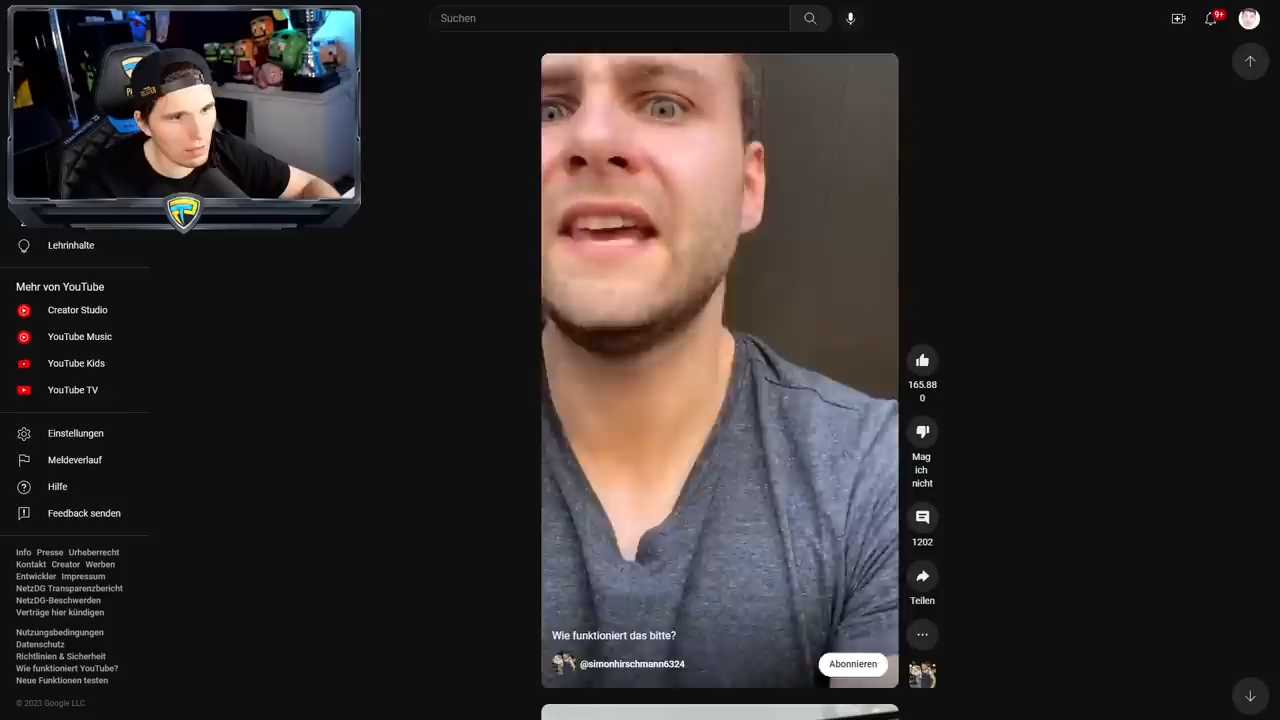 Suchen
9+
Lehrinhalte
Mehr von YouTube
Creator Studio
YouTube Music
YouTube Kids
YouTube TV
Einstellungen
Meldeverlauf
Hilfe
Feedback senden
Info Presse Urheberrecht
Kontakt Creator Werben
Entwickler Impressum
NetzDG Transparenzbericht
NetzDG-Beschwerden
Verträge hier kündigen
Nutzungsbedingungen
Datenschutz
Richtlinien & Sicherheit
Wie funktioniert YouTube?
Neue Funktionen testen
© 2023 Google LLC
Wie funktioniert das bitte?
@simonhirschmann6324
Abonnieren
165.88
0
Mag
ich
nicht
1202
Teilen